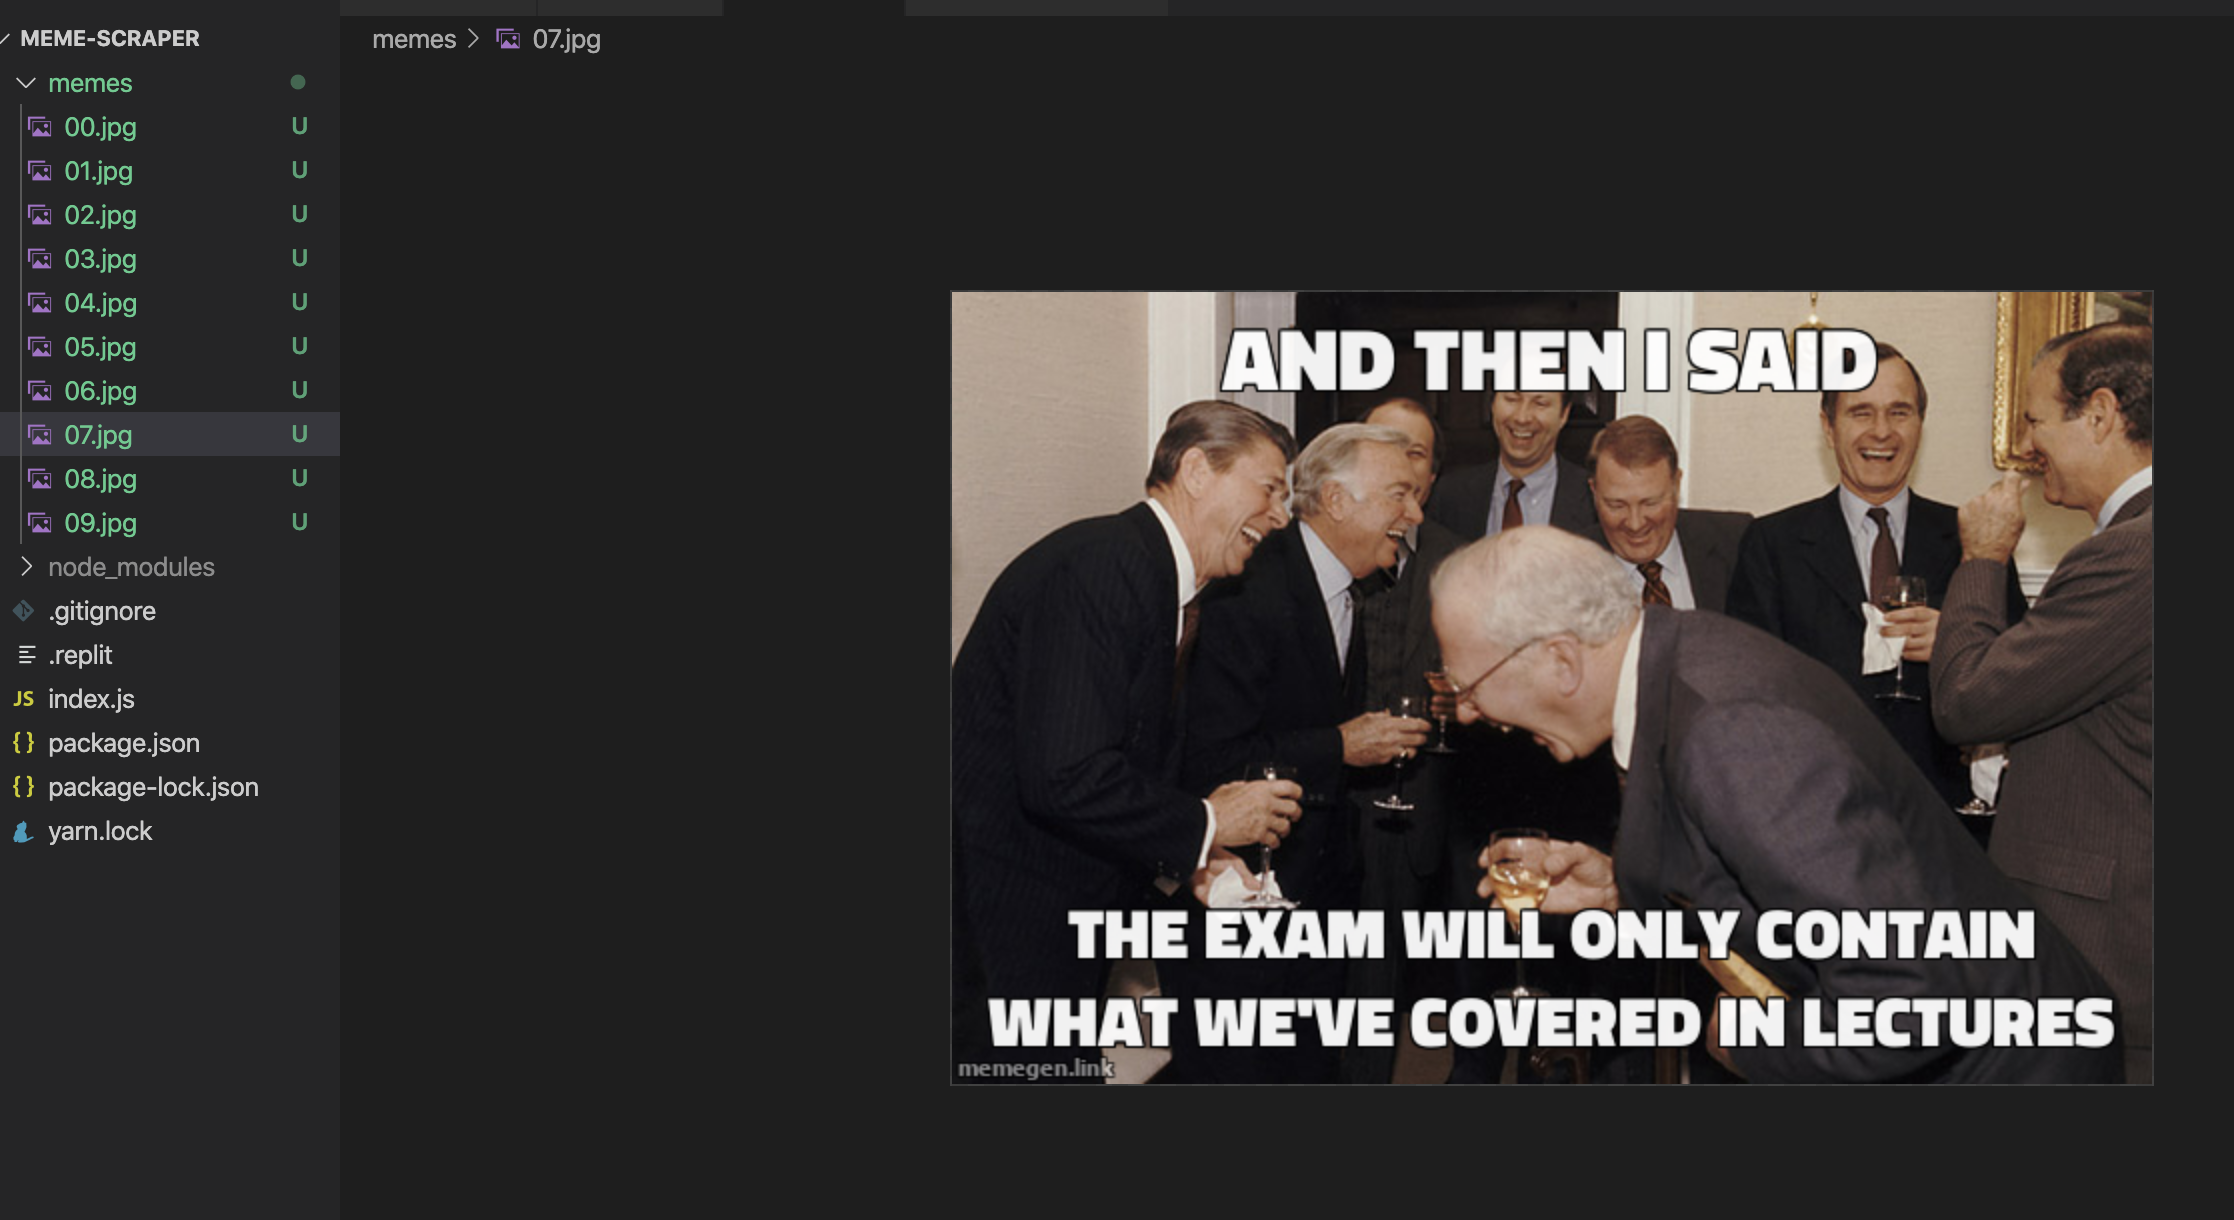 MEME-SCRAPER
memes
00.jpg U
01.jpg U
02.jpg U
03.jpg U
04.jpg U
05.jpg U
06.jpg U
07.jpg U
08.jpg U
09.jpg U
node_modules
.gitignore
.replit
JS index.js
{} package.json
{} package-lock.json
yarn.lock
memes > 07.jpg
AND THEN I SAID
THE EXAM WILL ONLY CONTAIN
WHAT WE'VE COVERED IN LECTURES
memegen.link